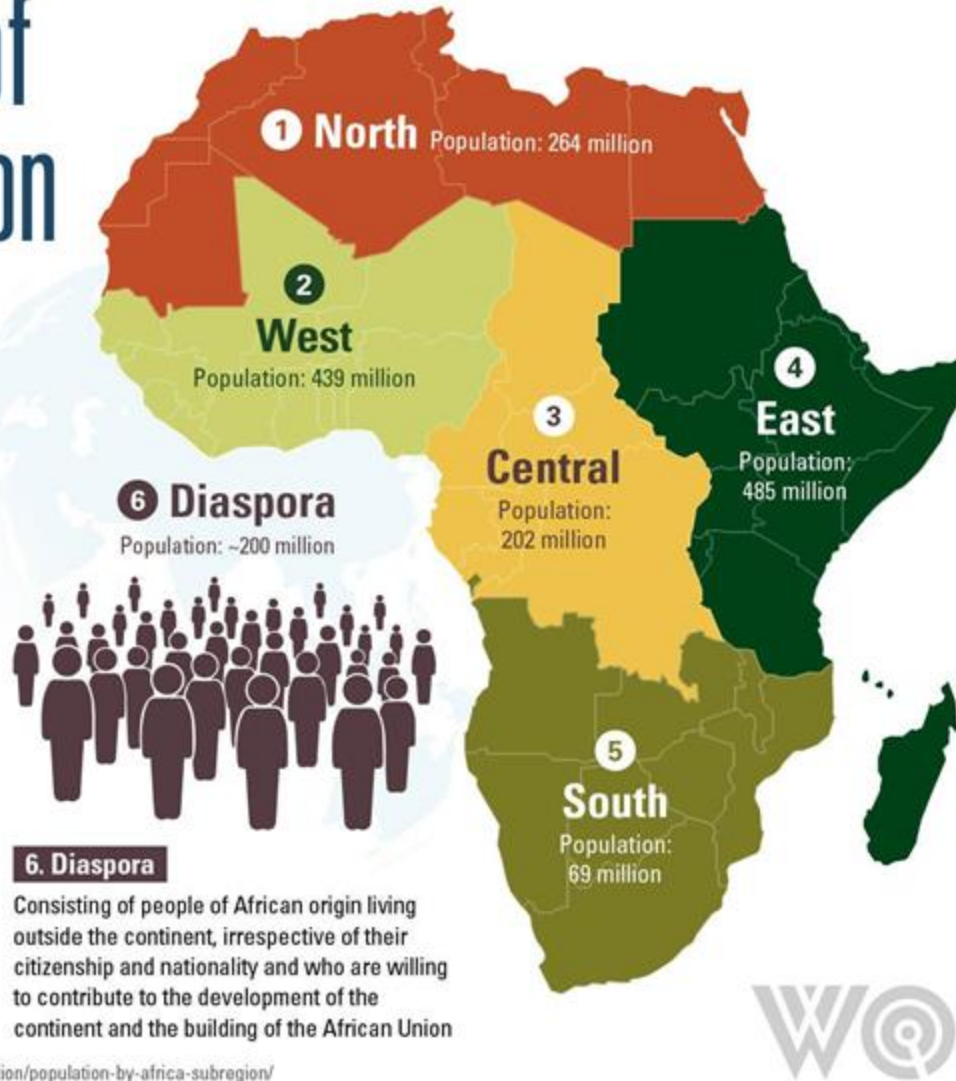 of
on
1 North Population: 264 million
2
West
Population: 439 million
3
Central
Population:
202 million
4
East
Population:
485 million
6 Diaspora
Population: ~200 million
5
South
Population:
69 million
6. Diaspora
Consisting of people of African origin living
outside the continent, irrespective of their
citizenship and nationality and who are willing
to contribute to the development of the
continent and the building of the African Union
WQ
ion/population-by-africa-subregion/